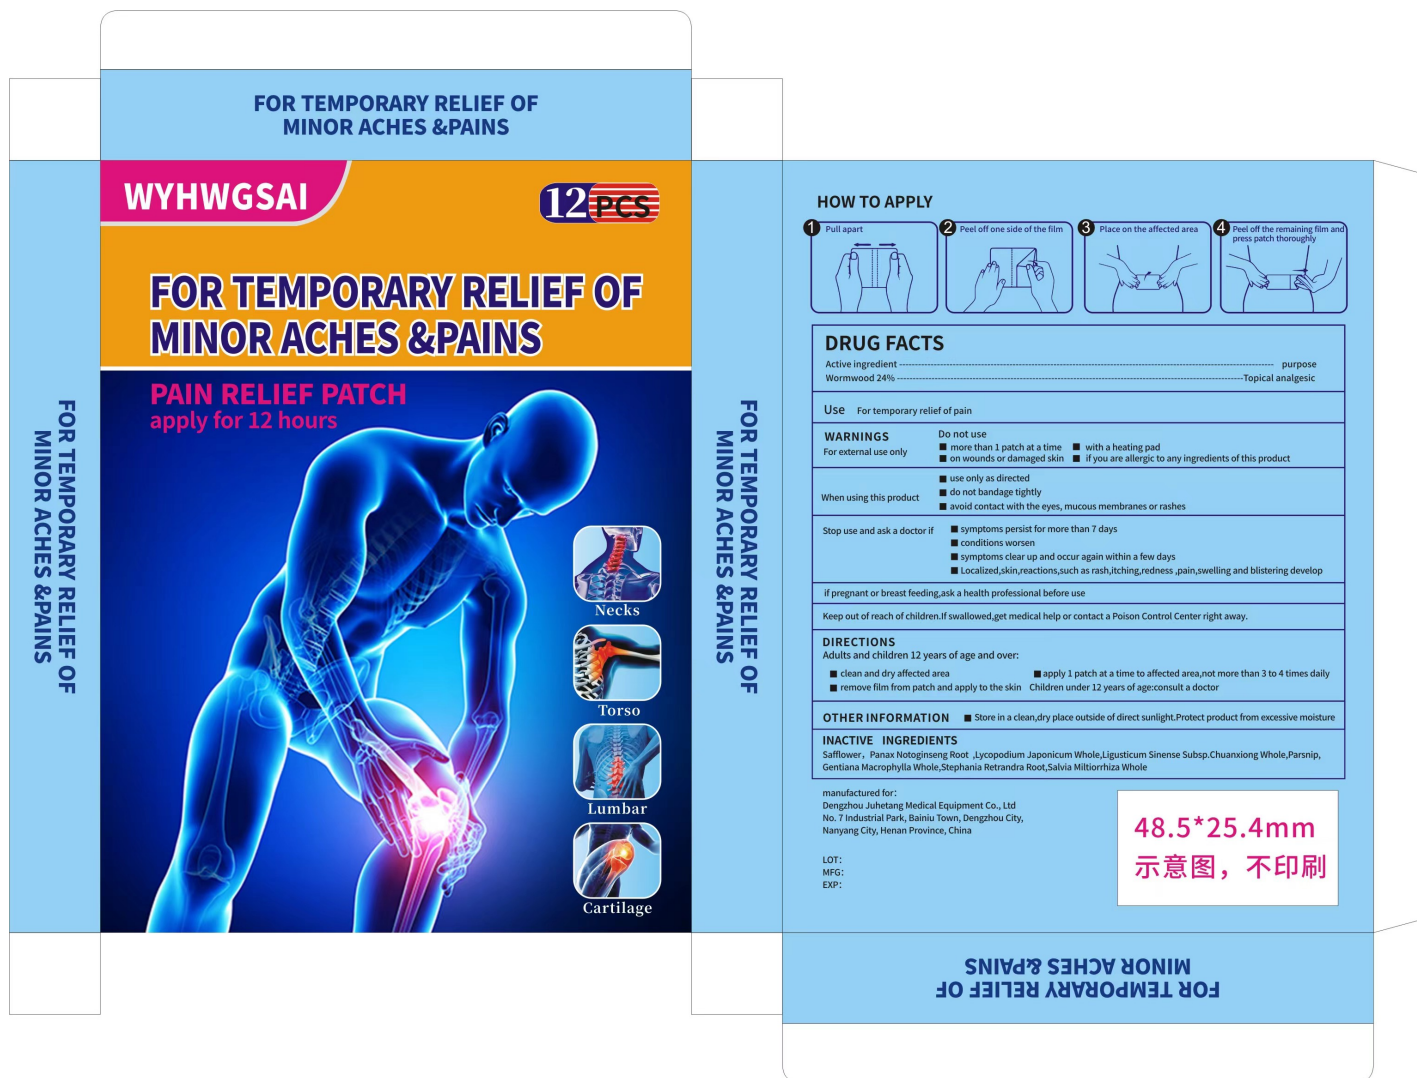 FOR TEMPORARY RELIEF OF
MINOR ACHES &PAINS
WYHWGSAI
12 PCS
FOR TEMPORARY RELIEF OF
MINOR ACHES &PAINS
PAIN RELIEF PATCH
apply for 12 hours
Necks
Torso
Lumbar
Cartilage
FOR TEMPORARY RELIEF OF
MINOR ACHES &PAINS
FOR TEMPORARY RELIEF OF
MINOR ACHES &PAINS
HOW TO APPLY
1 Pull apart
2 Peel off one side of the film
3 Place on the affected area
4 Peel off the remaining film and
press patch thoroughly
DRUG FACTS
Active ingredient purpose
Wormwood 24% Topical analgesic
Use For temporary relief of pain
WARNINGS
For external use only
Do not use
■ more than 1 patch at a time ■ with a heating pad
■ on wounds or damaged skin ■ if you are allergic to any ingredients of this product
When using this product
■ use only as directed
■ do not bandage tightly
■ avoid contact with the eyes, mucous membranes or rashes
Stop use and ask a doctor if ■ symptoms persist for more than 7 days
■ conditions worsen
■ symptoms clear up and occur again within a few days
■ Localized,skin,reactions,such as rash,itching,redness ,pain,swelling and blistering develop
if pregnant or breast feeding,ask a health professional before use
Keep out of reach of children.If swallowed,get medical help or contact a Poison Control Center right away.
DIRECTIONS
Adults and children 12 years of age and over:
■ clean and dry affected area ■ apply 1 patch at a time to affected area,not more than 3 to 4 times daily
■ remove film from patch and apply to the skin Children under 12 years of age:consult a doctor
OTHER INFORMATION ■ Store in a clean,dry place outside of direct sunlight.Protect product from excessive moisture
INACTIVE INGREDIENTS
Safflower，Panax Notoginseng Root ,Lycopodium Japonicum Whole,Ligusticum Sinense Subsp.Chuanxiong Whole,Parsnip,
Gentiana Macrophylla Whole,Stephania Retrandra Root,Salvia Miltiorrhiza Whole
manufactured for：
Dengzhou Juhetang Medical Equipment Co., Ltd
No. 7 Industrial Park, Bainiu Town, Dengzhou City,
Nanyang City, Henan Province, China
LOT：
MFG：
EXP：
48.5*25.4mm
示意图，不印刷
FOR TEMPORARY RELIEF OF
MINOR ACHES &PAINS